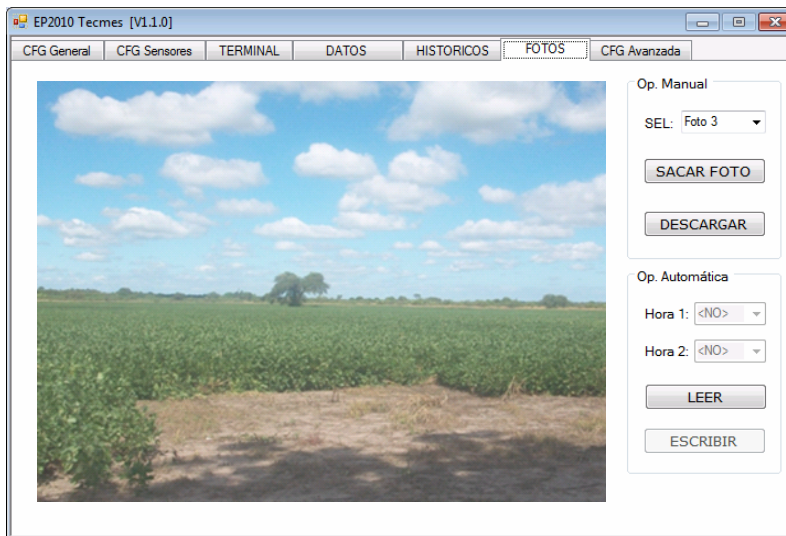 EP2010 Tecmes [V1.1.0]
CFG General CFG Sensores TERMINAL DATOS HISTORICOS FOTOS CFG Avanzada
Op. Manual
SEL: Foto 3
SACAR FOTO
DESCARGAR
Op. Automática
Hora 1: <NO>
Hora 2: <NO>
LEER
ESCRIBIR